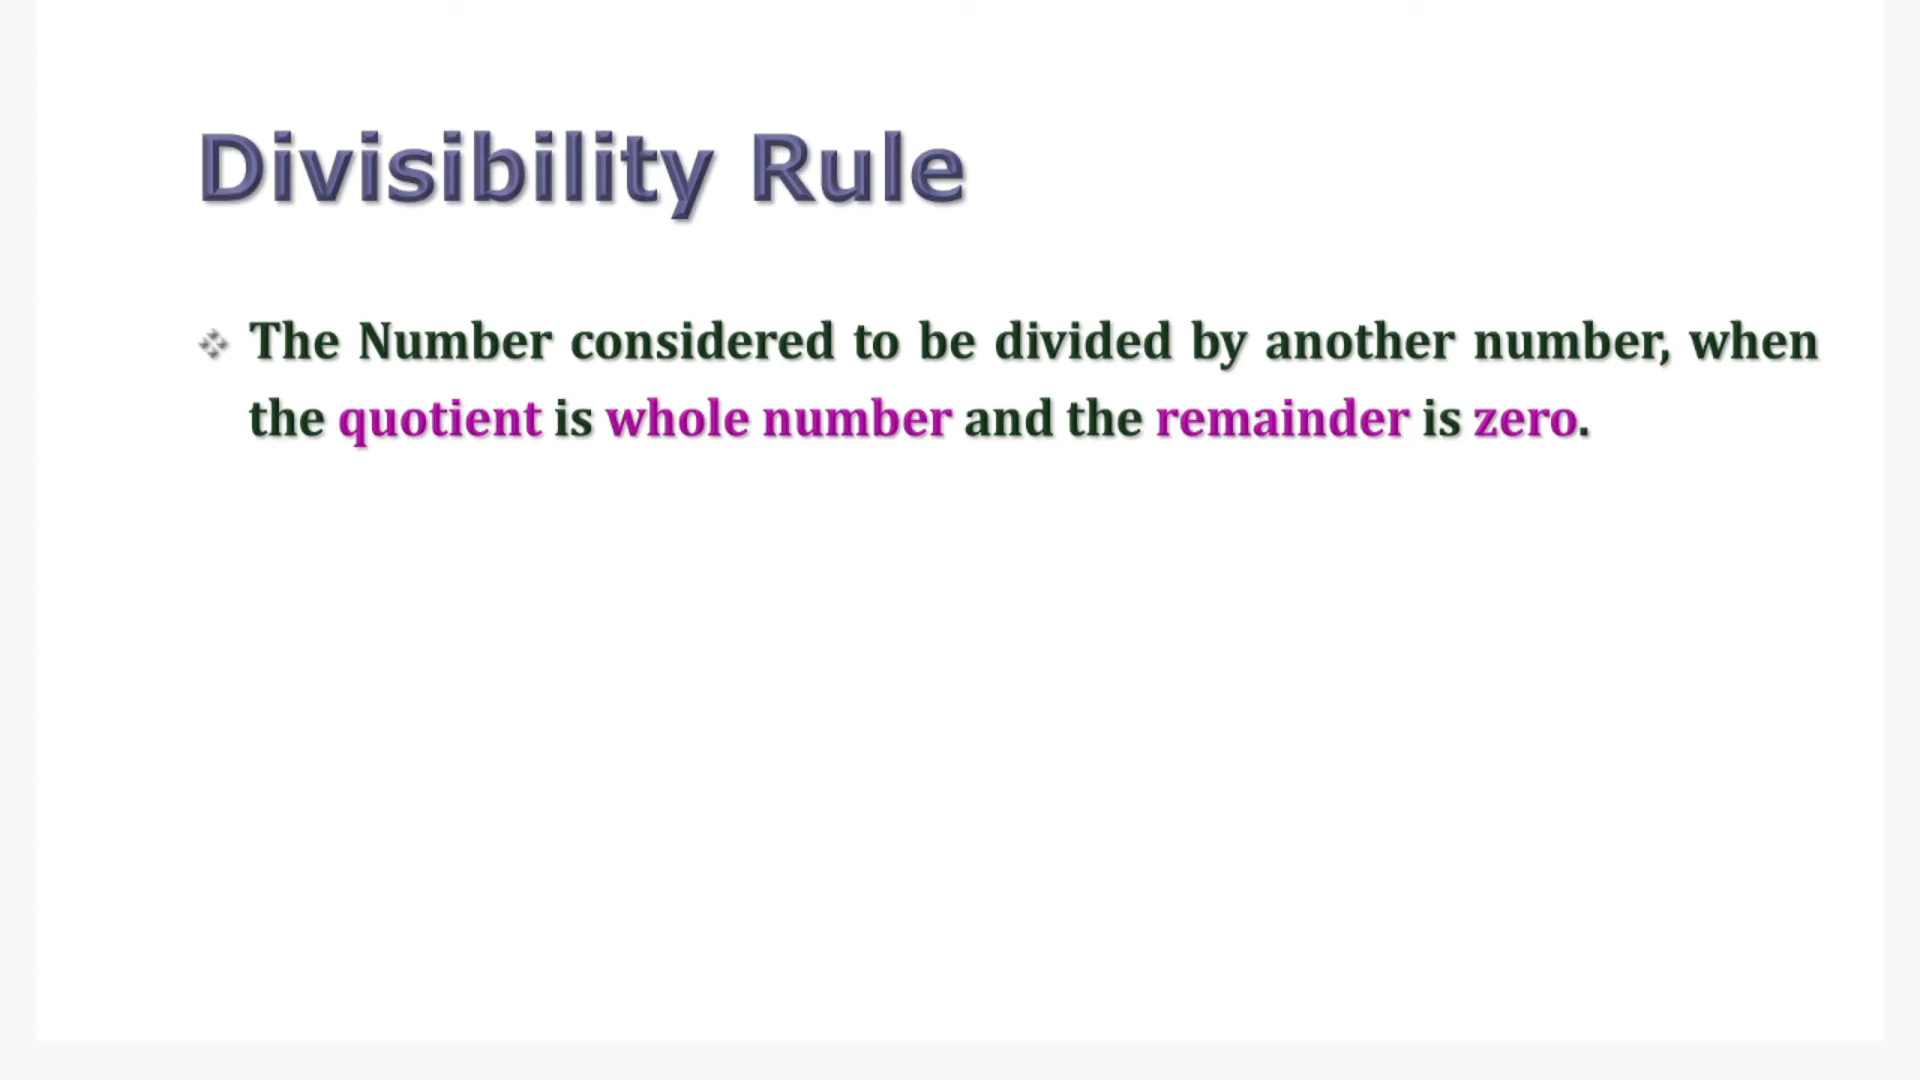 Divisibility Rule
The Number considered to be divided by another number, when
the quotient is whole number and the remainder is zero.